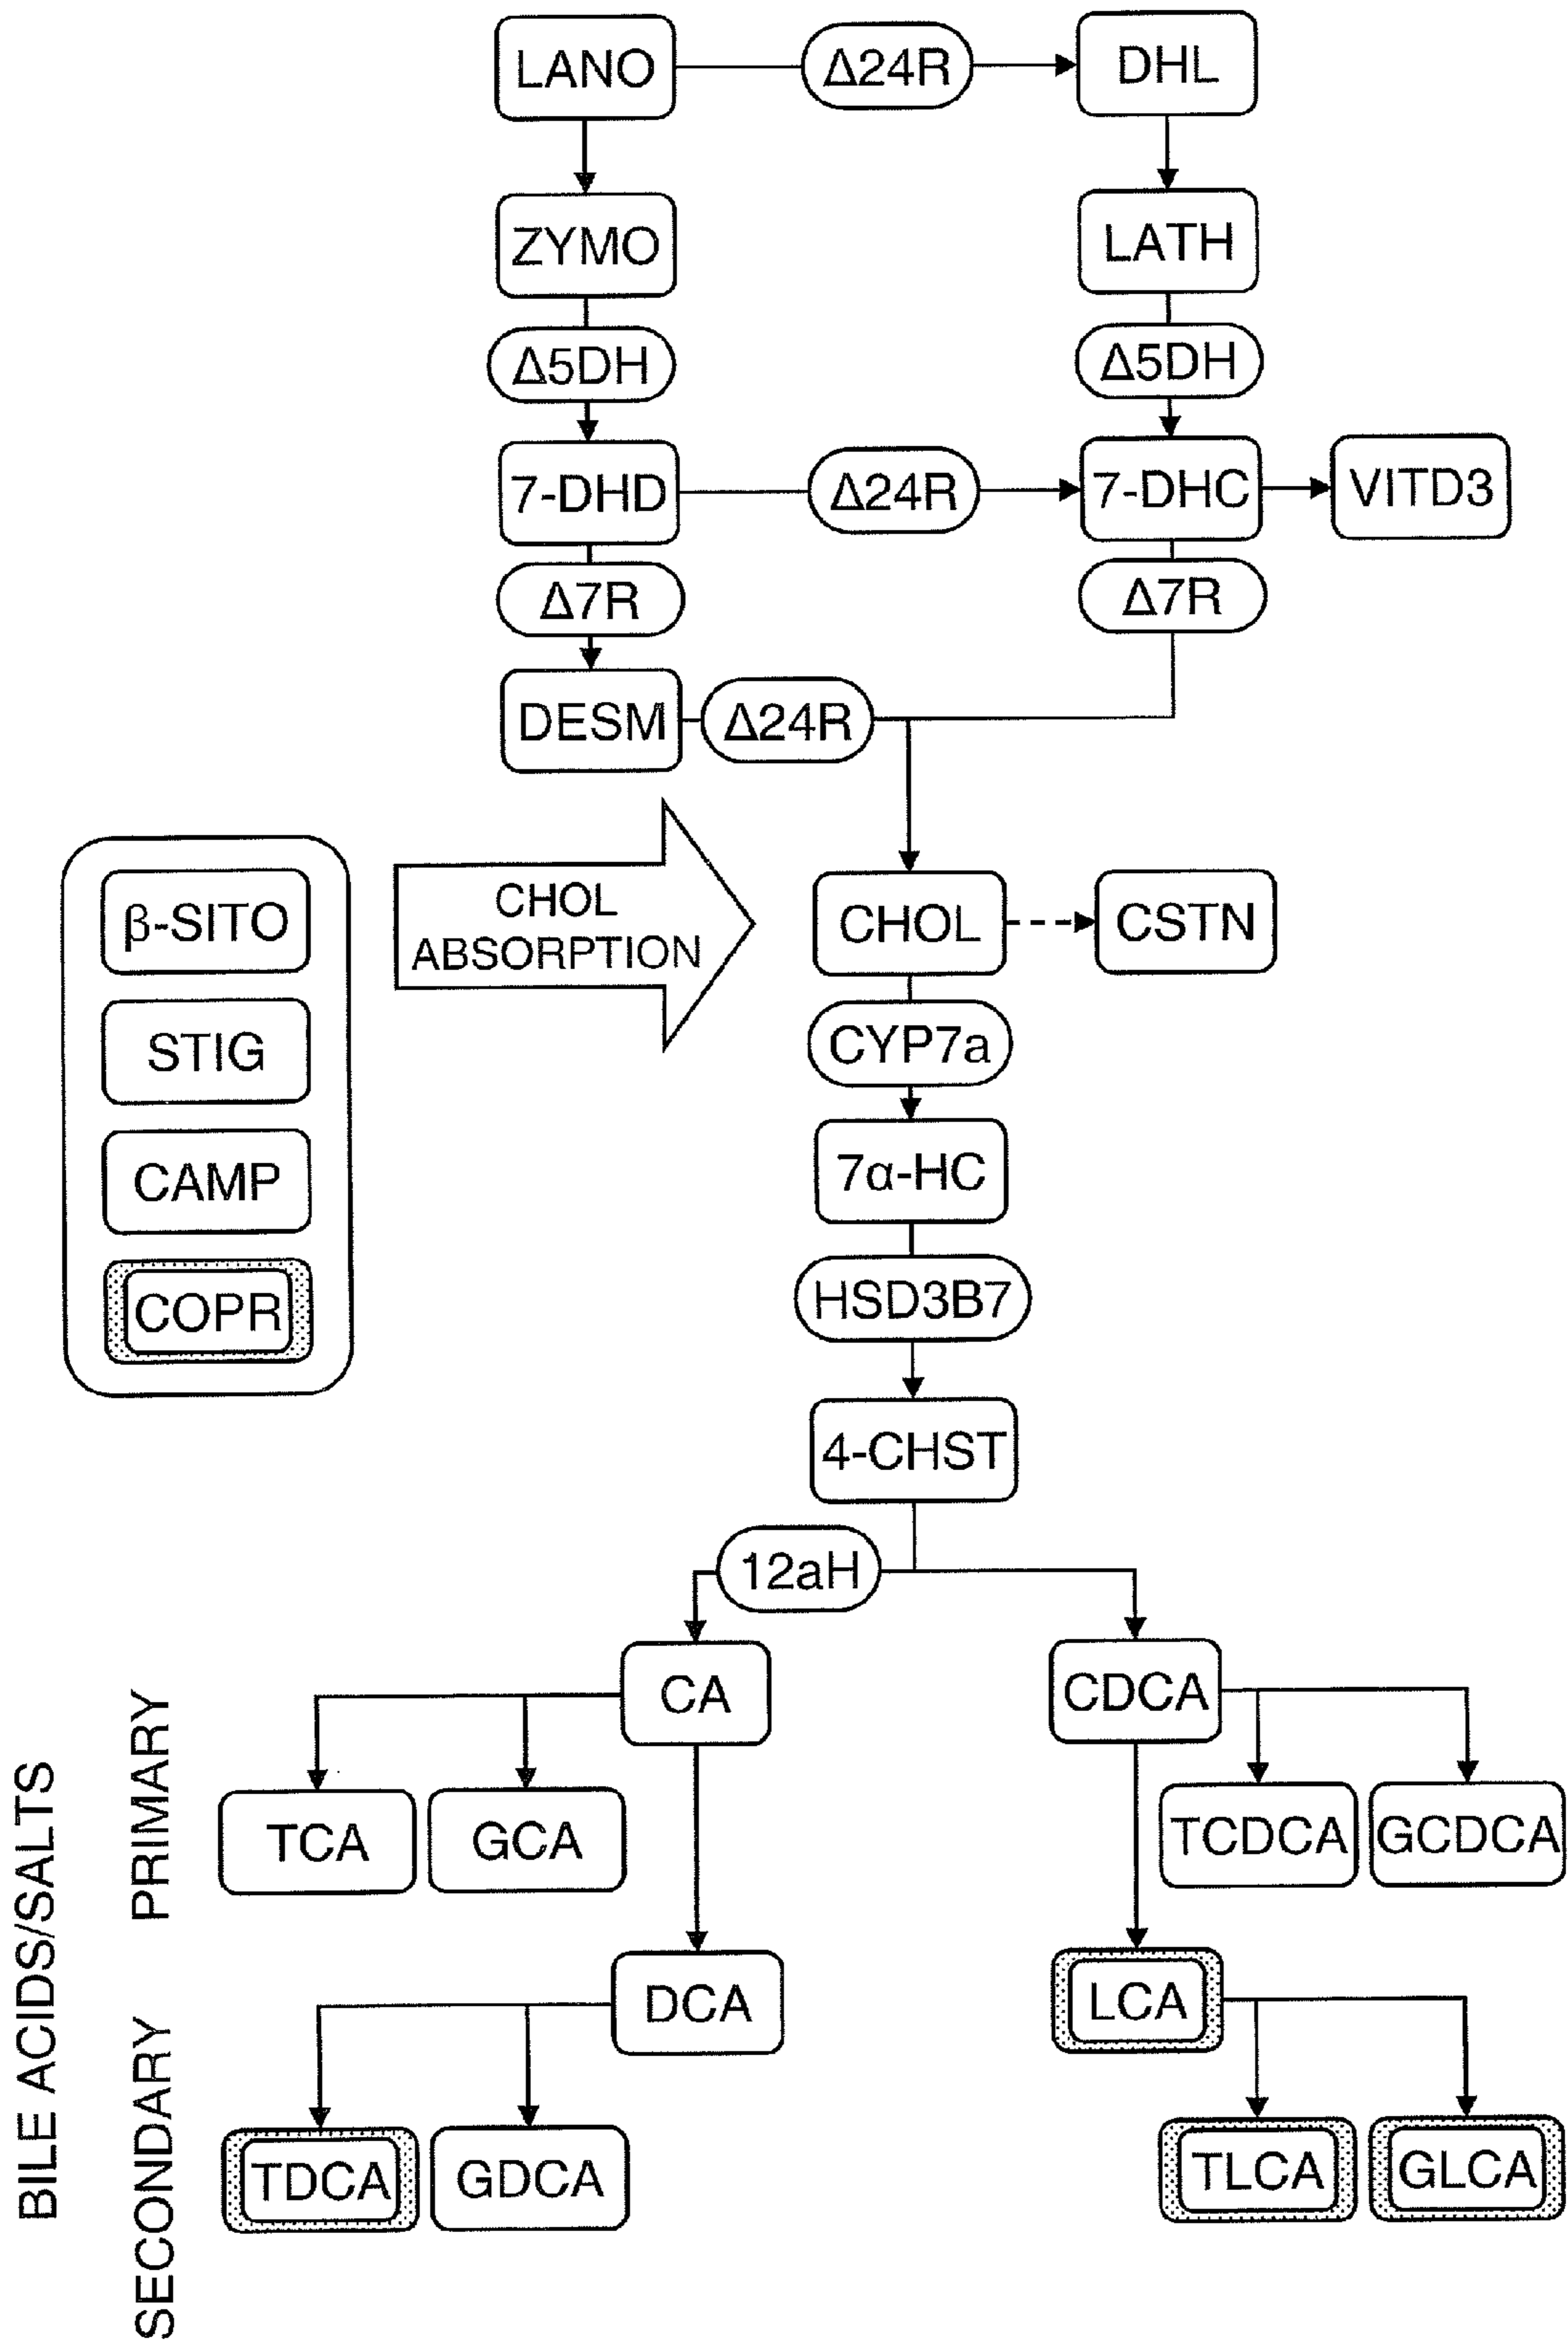 LANO
Δ24R
DHL
ZYMO
LATH
Δ5DH
Δ5DH
7-DHD
Δ24R
7-DHC
VITD3
Δ7R
Δ7R
DESM
Δ24R
β-SITO
STIG
CAMP
COPR
CHOL
ABSORPTION
CHOL
CSTN
CYP7a
7α-HC
HSD3B7
4-CHST
12aH
CA
CDCA
TCA
GCA
TCDCA
GCDCA
DCA
LCA
TDCA
GDCA
TLCA
GLCA
BILE ACIDS/SALTS
PRIMARY
SECONDARY